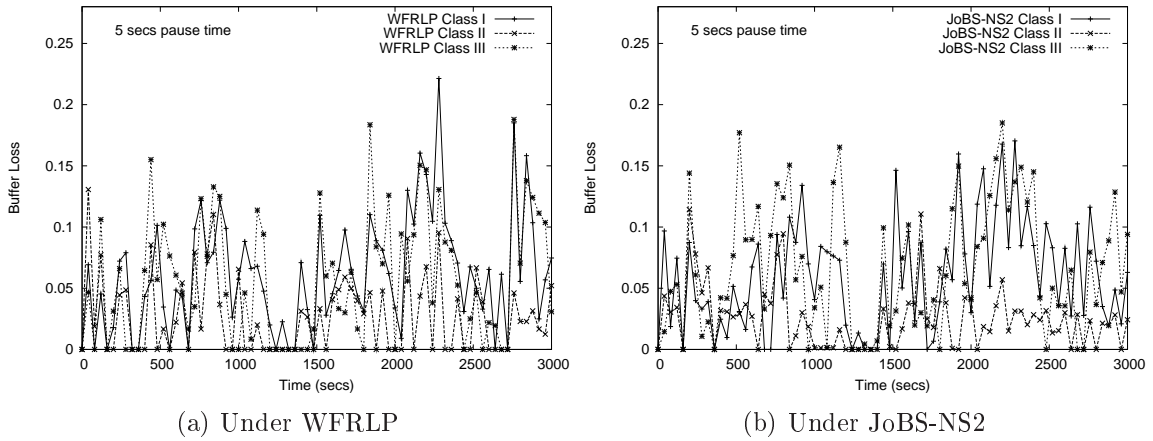 5 secs pause time
WFRLP Class I
WFRLP Class II
WFRLP Class III
Buffer Loss
0.25
0.2
0.15
0.1
0.05
0
0 500 1000 1500 2000 2500 3000
Time (secs)
(a) Under WFRLP
5 secs pause time
JoBS-NS2 Class I
JoBS-NS2 Class II
JoBS-NS2 Class III
Buffer Loss
0.25
0.2
0.15
0.1
0.05
0
0 500 1000 1500 2000 2500 3000
Time (secs)
(b) Under JoBS-NS2